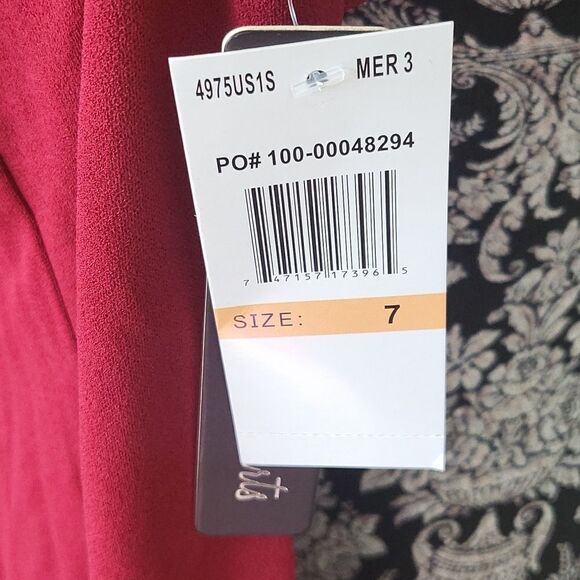 4975US1S MER 3
PO# 100-00048294
7 47157 17396 5
SIZE: 7